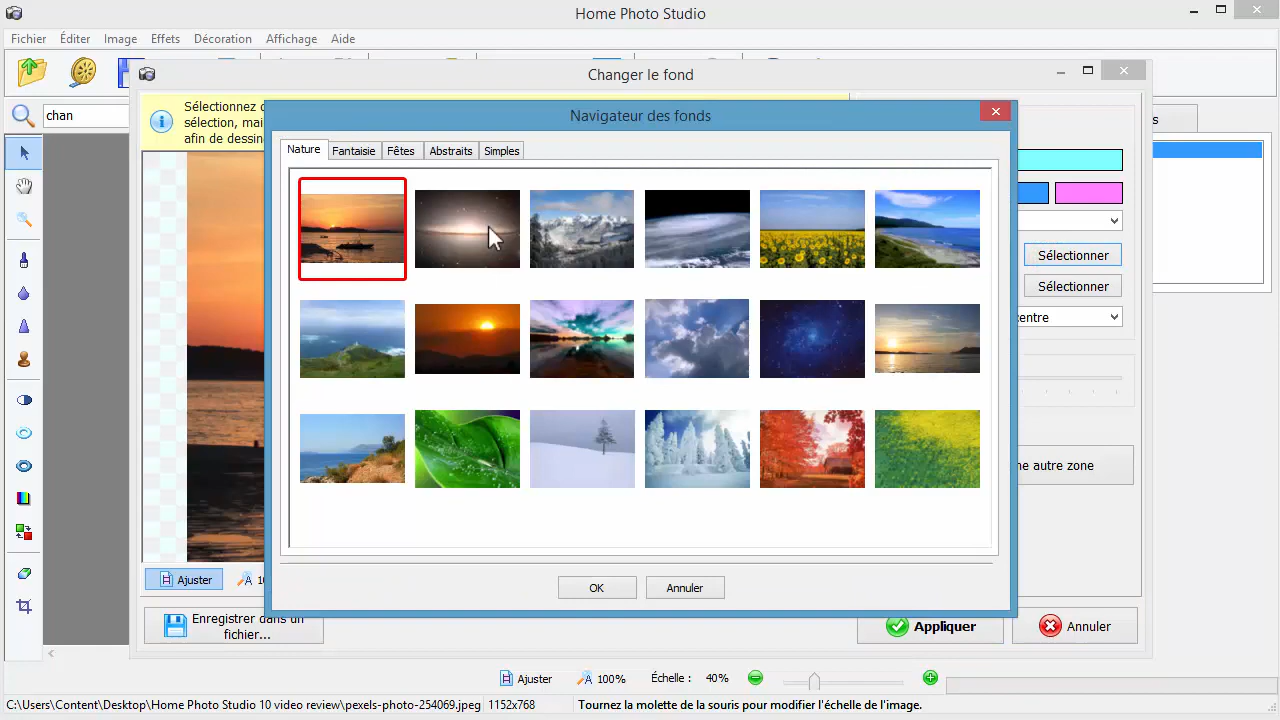 Home Photo Studio
Fichier Éditer Image Effets Décoration Affichage Aide
Changer le fond
chan
Sélectionnez
sélection, mai
afin de dessine
Navigateur des fonds
Nature Fantaisie Fêtes Abstraits Simples
s
Sélectionner
Sélectionner
centre
ne autre zone
OK Annuler
Ajuster 10
Enregistrer dans un
fichier...
Appliquer Annuler
Ajuster 100% Échelle : 40%
C:\Users\Content\Desktop\Home Photo Studio 10 video review\pexels-photo-254069.jpeg 1152x768 Tournez la molette de la souris pour modifier l'échelle de l'image.